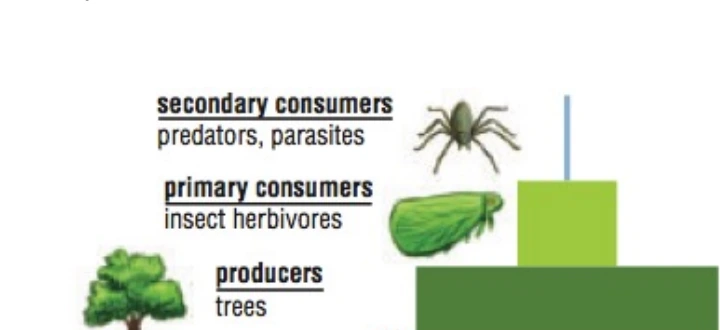 secondary consumers
predators, parasites
primary consumers
insect herbivores
producers
trees